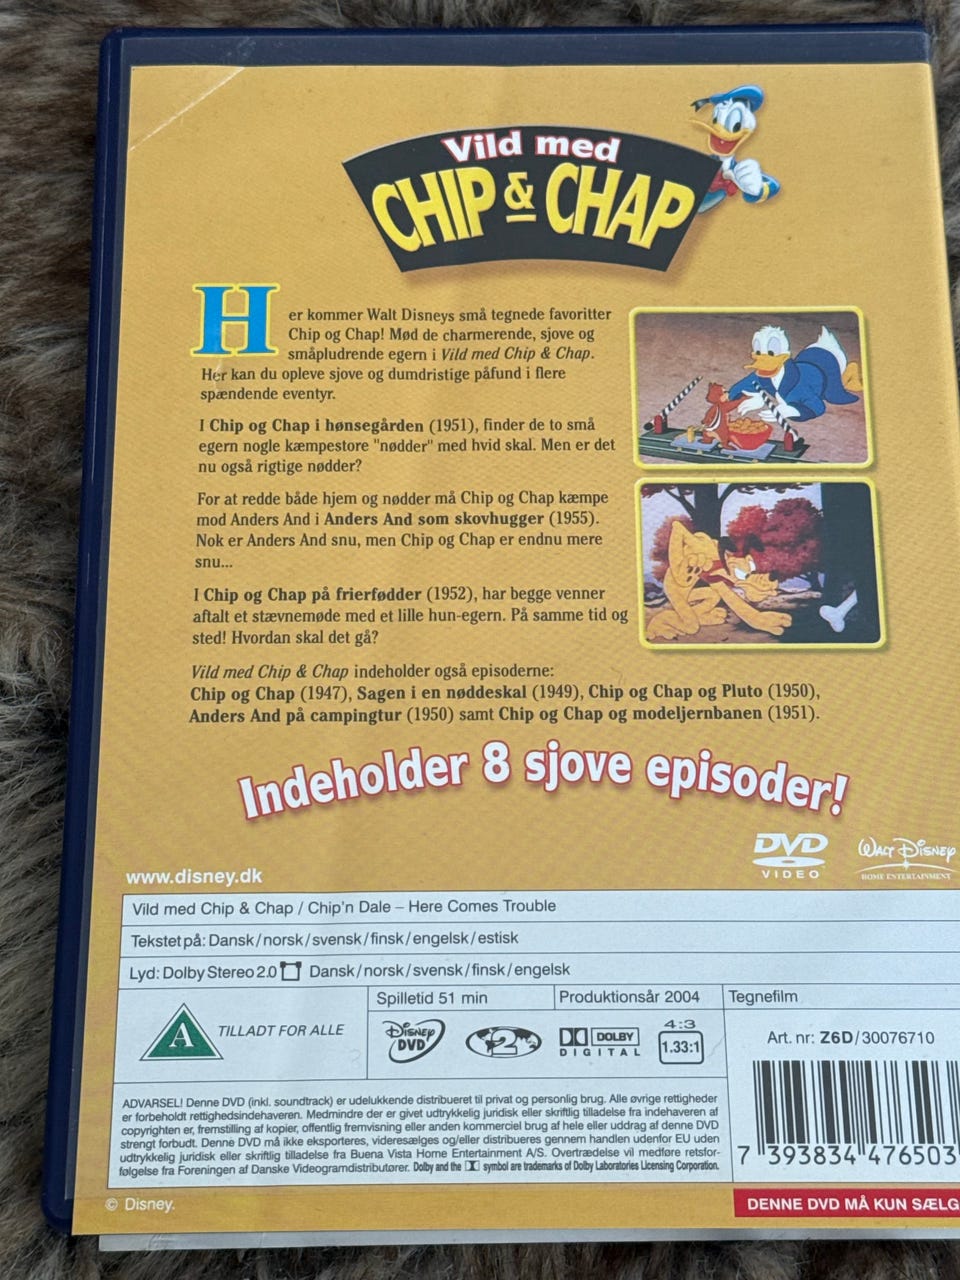 Vild med
CHIP & CHAP
Her kommer Walt Disneys små tegnede favoritter
Chip og Chap! Mød de charmerende, sjove og
småpludrende egern i Vild med Chip & Chap.
Her kan du opleve sjove og dumdristige påfund i flere
spændende eventyr.
I Chip og Chap i hønsegården (1951), finder de to små
egern nogle kæmpestore "nødder" med hvid skal. Men er det
nu også rigtige nødder?
For at redde både hjem og nødder må Chip og Chap kæmpe
mod Anders And i Anders And som skovhugger (1955).
Nok er Anders And snu, men Chip og Chap er endnu mere
snu...
I Chip og Chap på frierfødder (1952), har begge venner
aftalt et stævnemøde med et lille hun-egern. På samme tid og
sted! Hvordan skal det gå?
Vild med Chip & Chap indeholder også episoderne:
Chip og Chap (1947), Sagen i en nøddeskal (1949), Chip og Chap og Pluto (1950),
Anders And på campingtur (1950) samt Chip og Chap og modeljernbanen (1951).
Indeholder 8 sjove episoder!
DVD
VIDEO
WALT DISNEY
HOME ENTERTAINMENT
www.disney.dk
Vild med Chip & Chap / Chip'n Dale – Here Comes Trouble
Tekstet på: Dansk/norsk/svensk/finsk/engelsk/estisk
Lyd: Dolby Stereo 2.0 Dansk/norsk/svensk/finsk/engelsk
A TILLADT FOR ALLE
Spilletid 51 min
Produktionsår 2004
Tegnefilm
Disney
DVD
2
DOLBY
DIGITAL
4:3
1.33:1
Art. nr: Z6D/30076710
7 393834 476503
ADVARSEL! Denne DVD (inkl. soundtrack) er udelukkende distribueret til privat og personlig brug. Alle øvrige rettigheder
er forbeholdt rettighedsindehaveren. Medmindre der er givet udtrykkelig juridisk eller skriftlig tilladelse fra indehaveren af
copyrighten er, fremstilling af kopier, offentlig fremvisning eller anden kommerciel brug af hele eller uddrag af denne DVD
strengt forbudt. Denne DVD må ikke eksporteres, videresælges og/eller distribueres gennem handlen udenfor EU uden
udtrykkelig juridisk eller skriftlig tilladelse fra Buena Vista Home Entertainment A/S. Overtrædelse vil medføre retsfor-
følgelse fra Foreningen af Danske Videogramdistributører. Dolby and the symbol are trademarks of Dolby Laboratories Licensing Corporation.
© Disney.
DENNE DVD MÅ KUN SÆLG